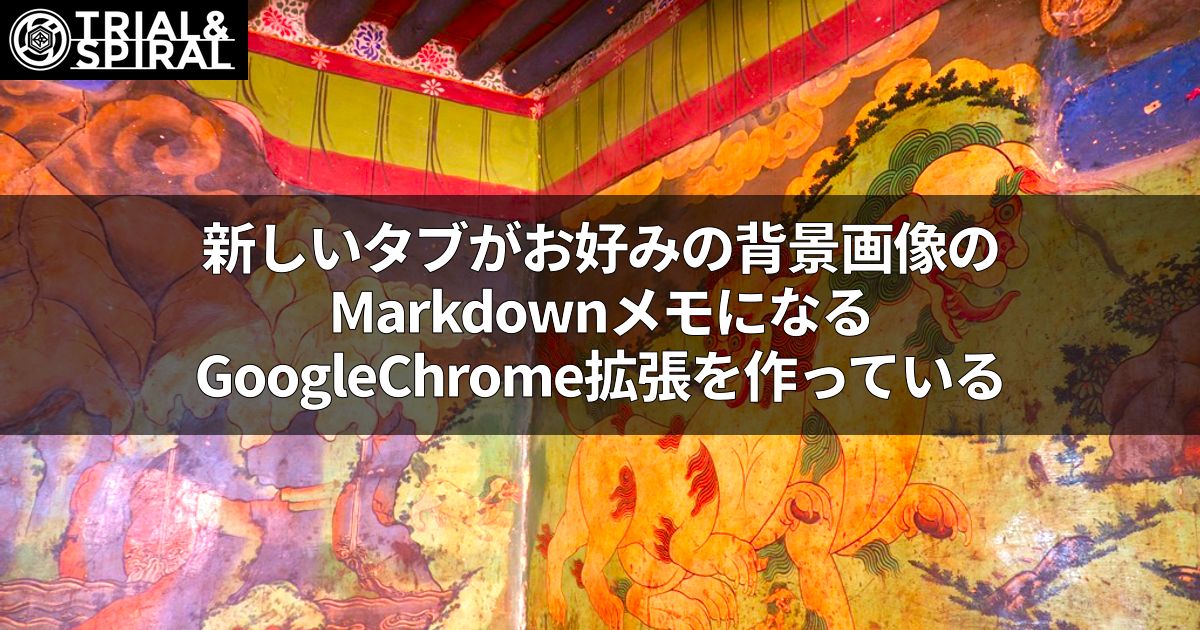 TRIAL&
SPIRAL
新しいタブがお好みの背景画像の
Markdownメモになる
GoogleChrome拡張を作っている